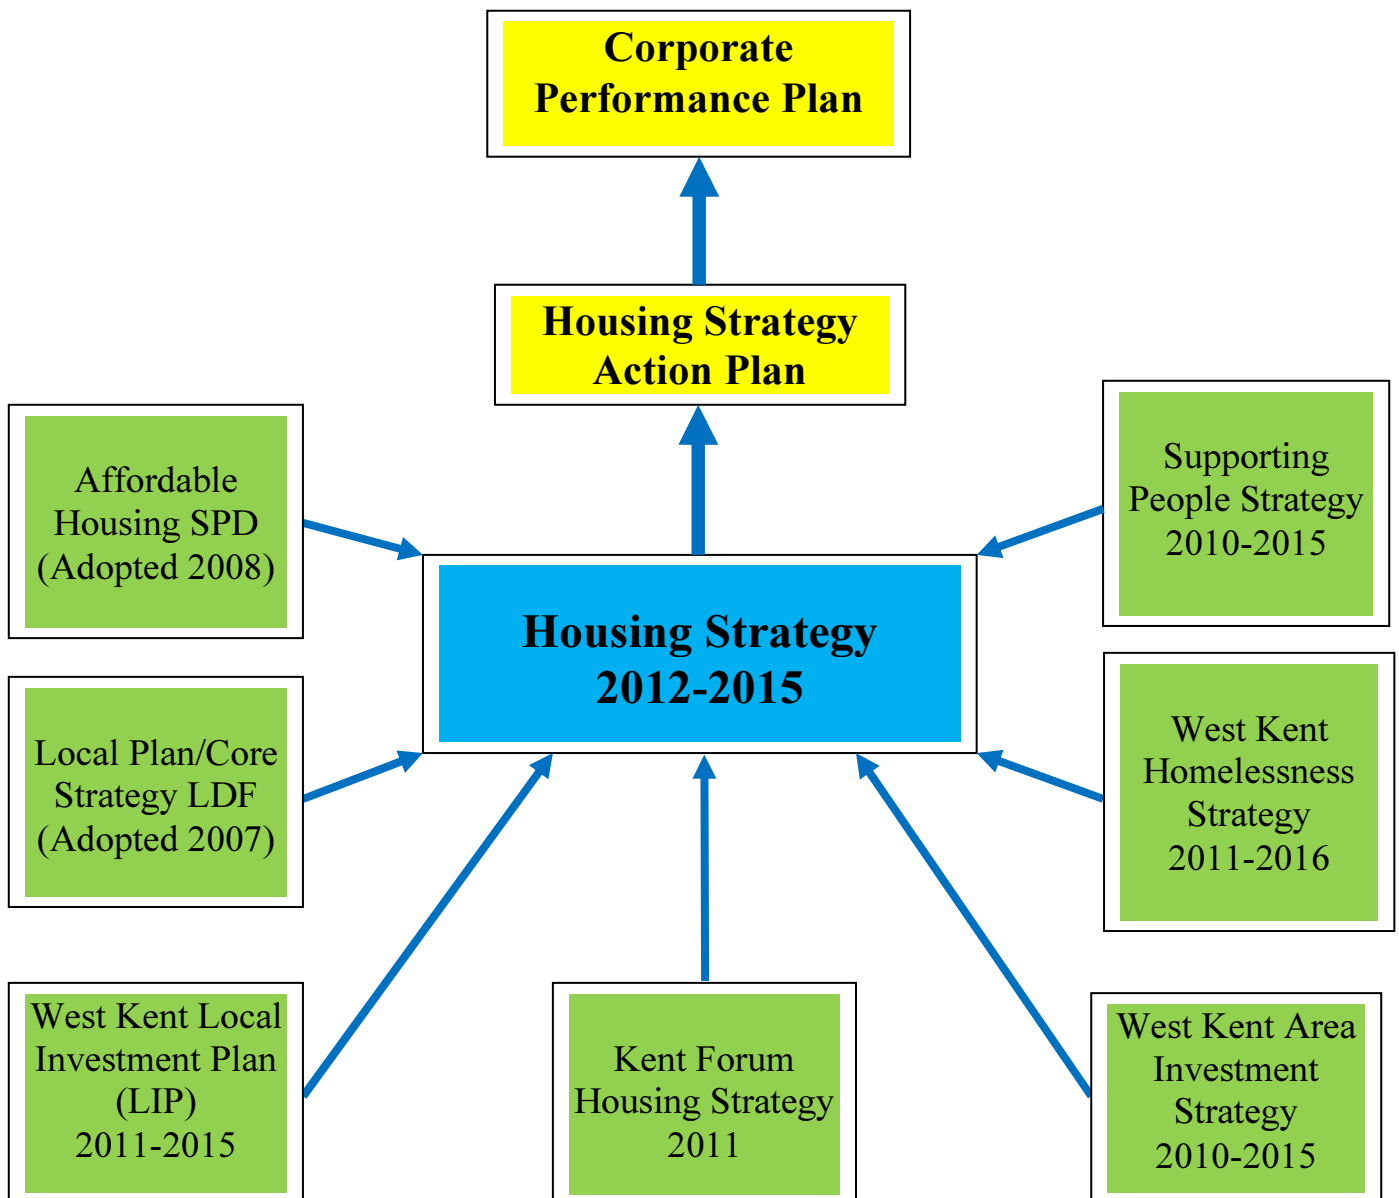 Corporate
Performance Plan
Housing Strategy
Action Plan
Affordable
Housing SPD
(Adopted 2008)
Supporting
People Strategy
2010-2015
Housing Strategy
2012-2015
Local Plan/Core
Strategy LDF
(Adopted 2007)
West Kent
Homelessness
Strategy
2011-2016
West Kent Local
Investment Plan
(LIP)
2011-2015
Kent Forum
Housing Strategy
2011
West Kent Area
Investment
Strategy
2010-2015